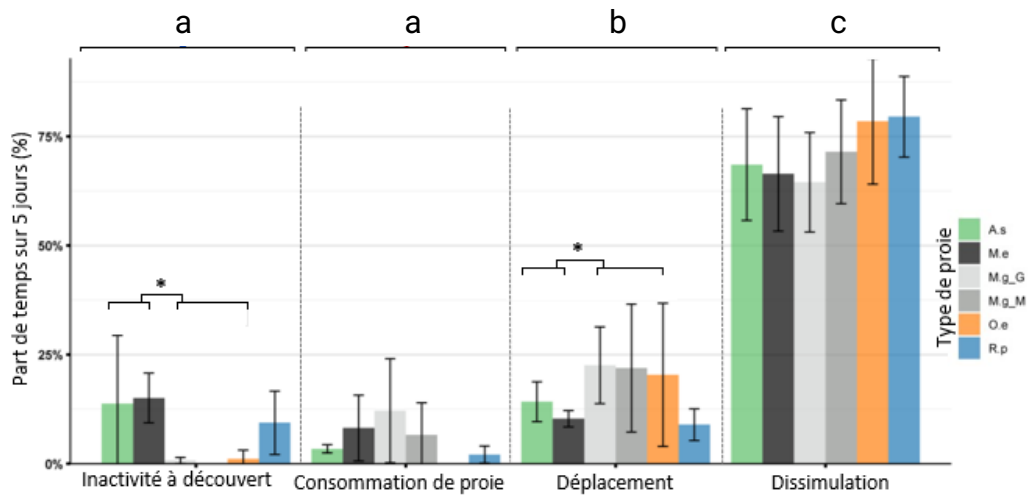 a a b c
Part de temps sur 5 jours (%)
75%
50%
25%
0%
*
*
Inactivité à découvert Consommation de proie Déplacement Dissimulation
Type de proie
A.s
M.e
M.g_G
M.g_M
O.e
R.p